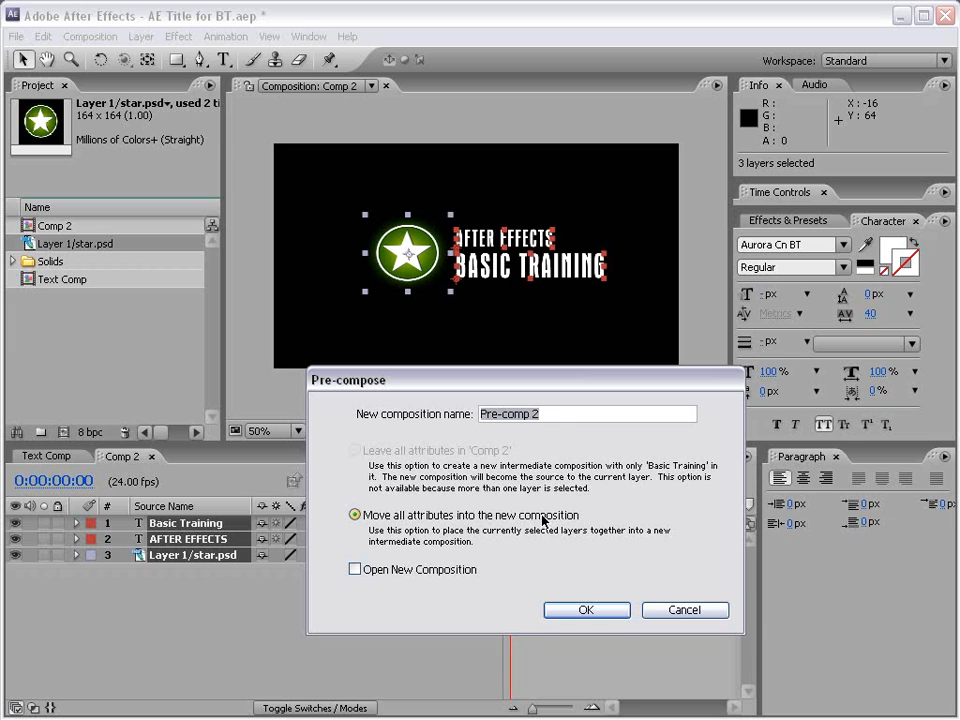 Adobe After Effects - AE Title for BT.aep *
File Edit Composition Layer Effect Animation View Window Help
Workspace: Standard
Project
Layer 1/star.psd, used 2 ti
164 x 164 (1.00)
Millions of Colors+ (Straight)
Name
Comp 2
Layer 1/star.psd
Solids
Text Comp
8 bpc
Composition: Comp 2
AFTER EFFECTS
BASIC TRAINING
50%
Info Audio
R:
G:
B:
A: 0
X: -16
Y: 64
3 layers selected
Time Controls
Effects & Presets Character
Aurora Cn BT
Regular
- px 0 px
Metrics 40
- px
100 % 100 %
0 px 0 %
T T TT Tr T¹ T₁
Paragraph
0 px 0 px 0 px
0 px 0 px
Text Comp Comp 2
0:00:00:00 (24.00 fps)
# Source Name
1 T Basic Training
2 T AFTER EFFECTS
3 Layer 1/star.psd
Toggle Switches / Modes
Pre-compose
New composition name: Pre-comp 2
Leave all attributes in 'Comp 2'
Use this option to create a new intermediate composition with only 'Basic Training' in
it. The new composition will become the source to the current layer. This option is
not available because more than one layer is selected.
Move all attributes into the new composition
Use this option to place the currently selected layers together into a new
intermediate composition.
Open New Composition
OK Cancel